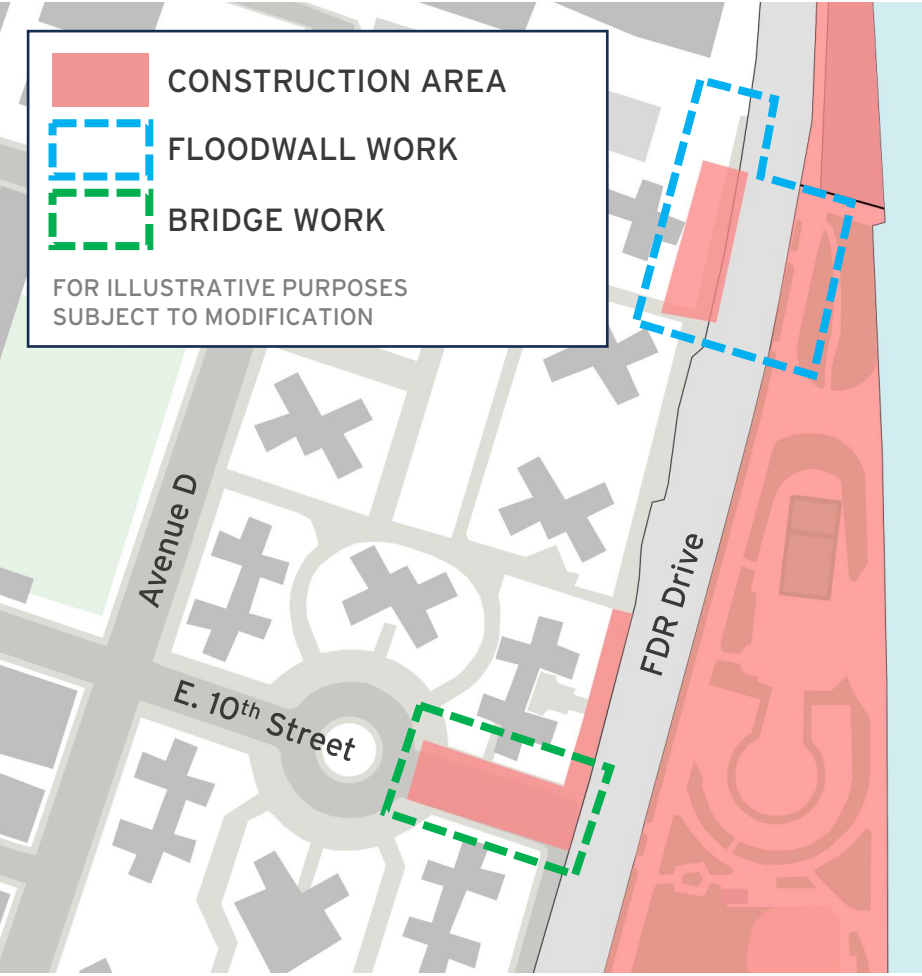 CONSTRUCTION AREA
FLOODWALL WORK
BRIDGE WORK
FOR ILLUSTRATIVE PURPOSES
SUBJECT TO MODIFICATION
Avenue D
FDR Drive
E. 10th Street